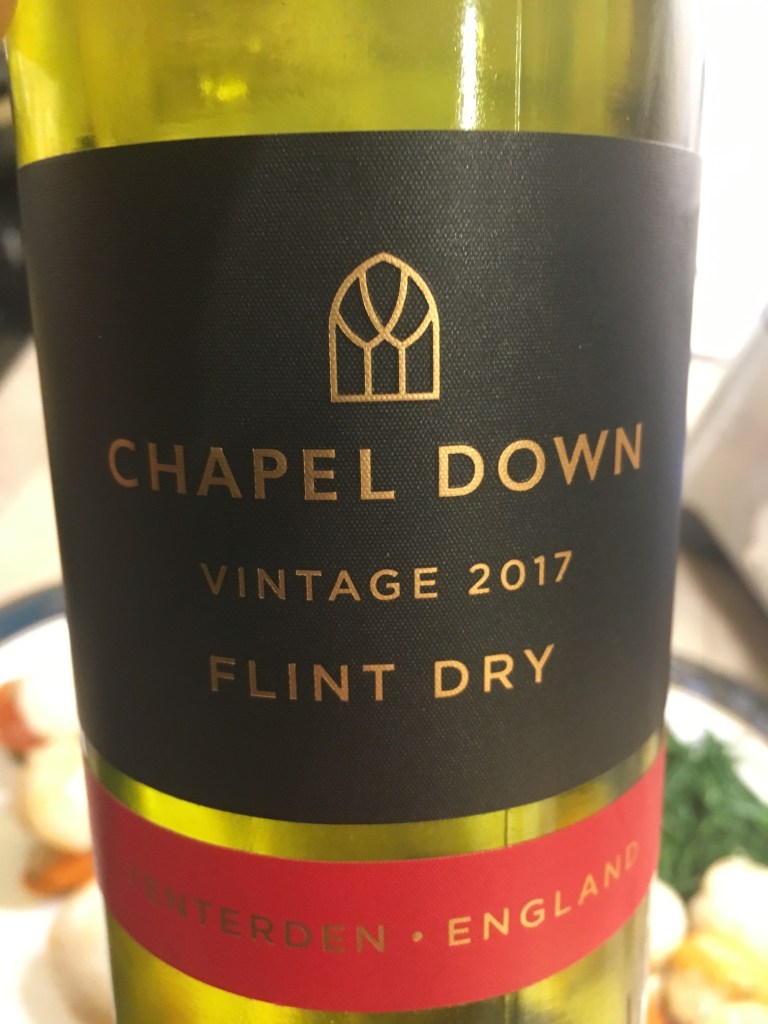 CHAPEL DOWN
VINTAGE 2017
FLINT DRY
TENTERDEN • ENGLAND